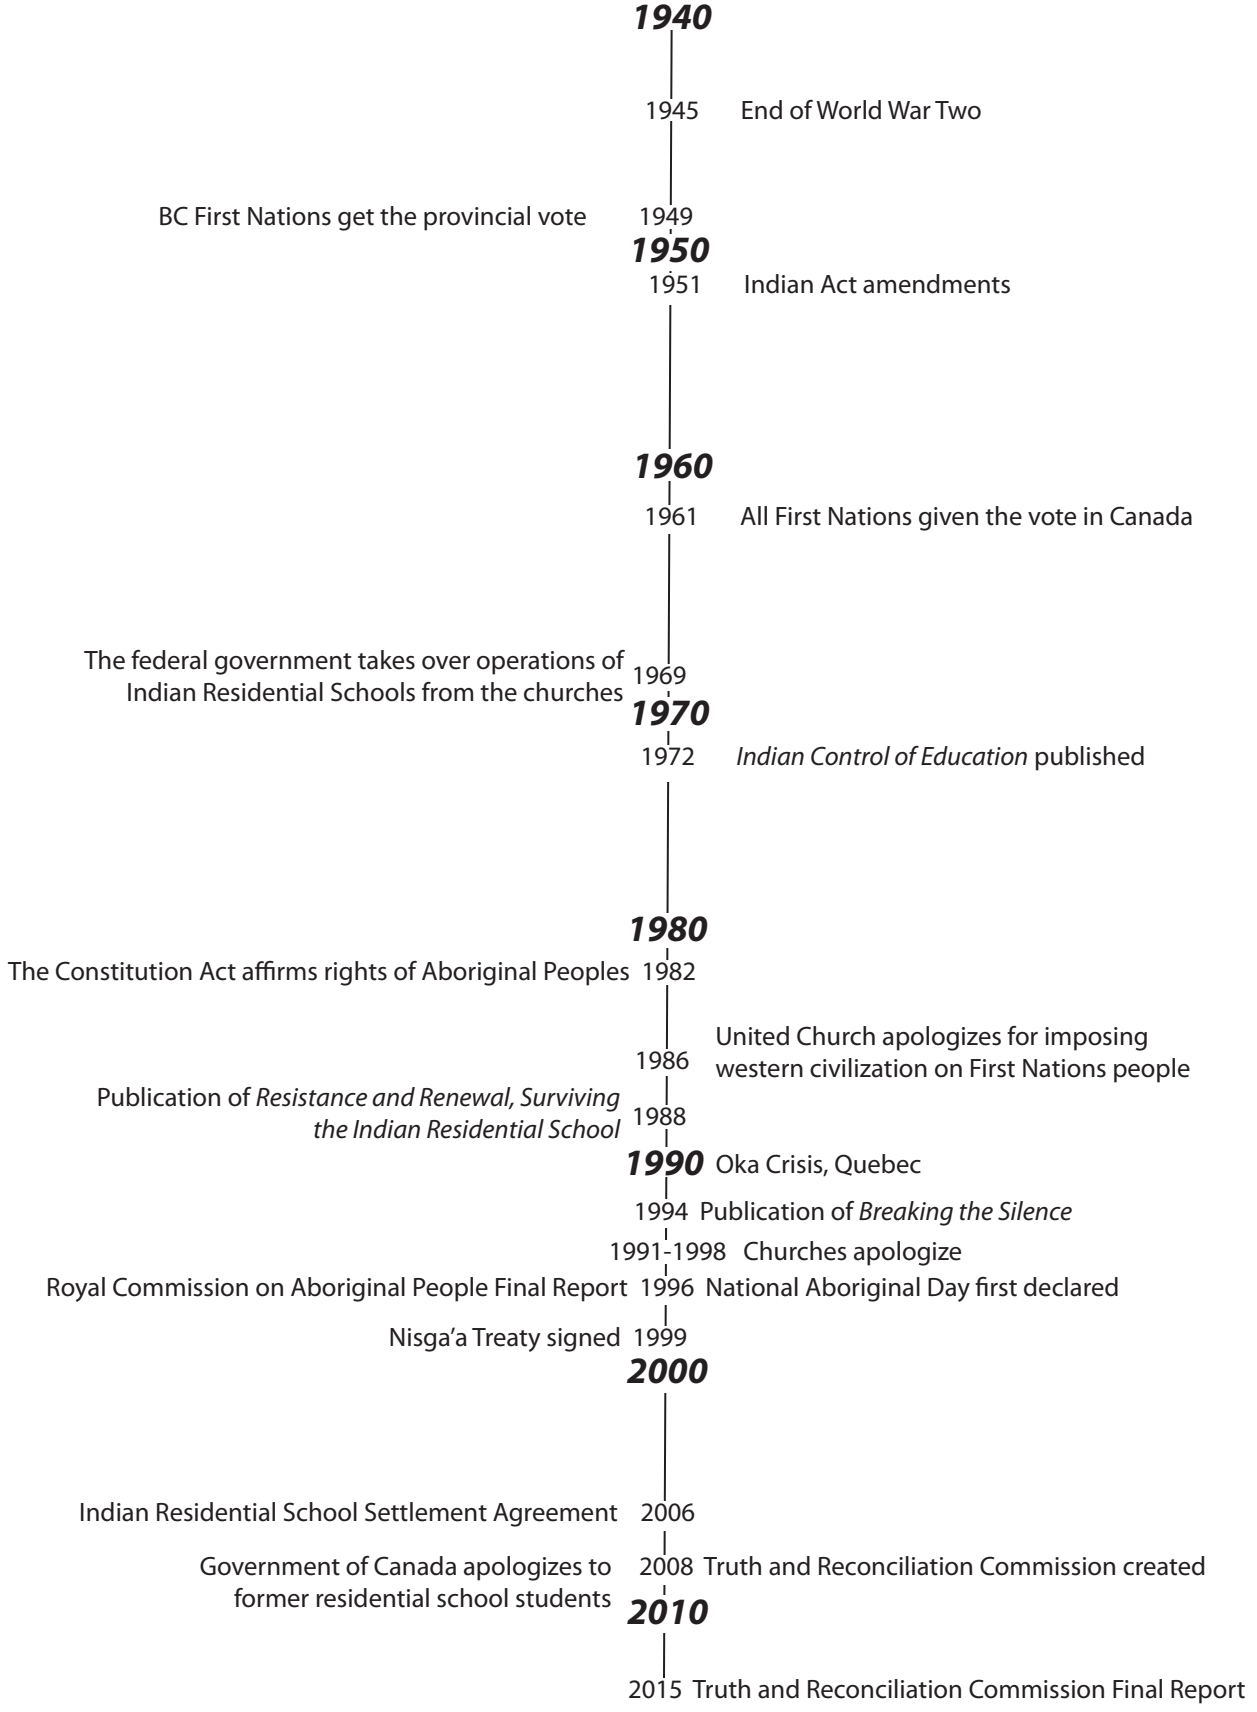 1940
1945 End of World War Two
BC First Nations get the provincial vote 1949
1950
1951 Indian Act amendments
1960
1961 All First Nations given the vote in Canada
The federal government takes over operations of
Indian Residential Schools from the churches
1969
1970
1972 Indian Control of Education published
1980
The Constitution Act affirms rights of Aboriginal Peoples 1982
1986
United Church apologizes for imposing
western civilization on First Nations people
Publication of Resistance and Renewal, Surviving
the Indian Residential School
1988
1990 Oka Crisis, Quebec
1994 Publication of Breaking the Silence
1991-1998 Churches apologize
Royal Commission on Aboriginal People Final Report 1996 National Aboriginal Day first declared
Nisga’a Treaty signed 1999
2000
Indian Residential School Settlement Agreement 2006
Government of Canada apologizes to
former residential school students
2008 Truth and Reconciliation Commission created
2010
2015 Truth and Reconciliation Commission Final Report